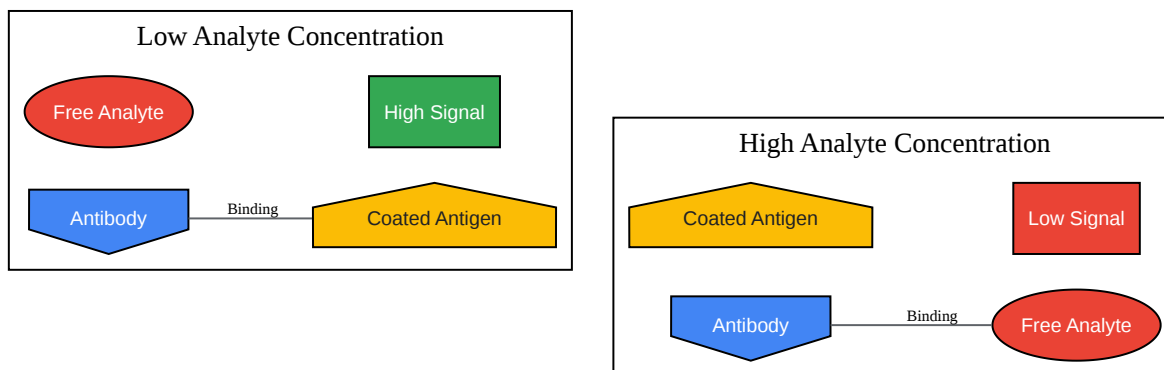 Low Analyte Concentration
Free Analyte
High Signal
Antibody
Binding
Coated Antigen
High Analyte Concentration
Coated Antigen
Low Signal
Antibody
Binding
Free Analyte